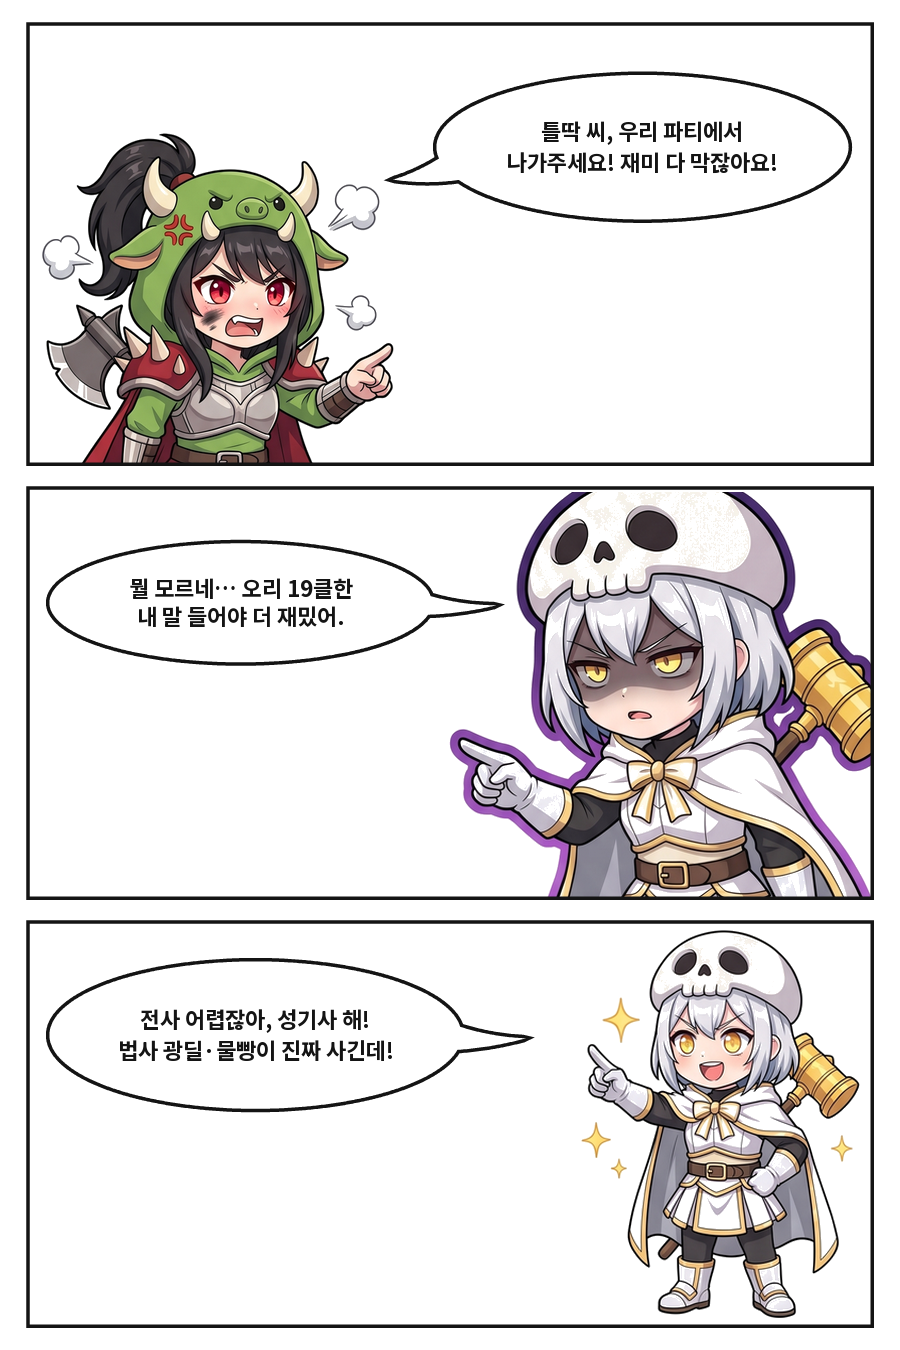 틀딱 씨, 우리 파티에서
나가주세요! 재미 다 막잖아요!
뭘 모르네… 오리 19클한
내 말 들어야 더 재밌어.
전사 어렵잖아, 성기사 해!
법사 광딜·물빵이 진짜 사긴데!